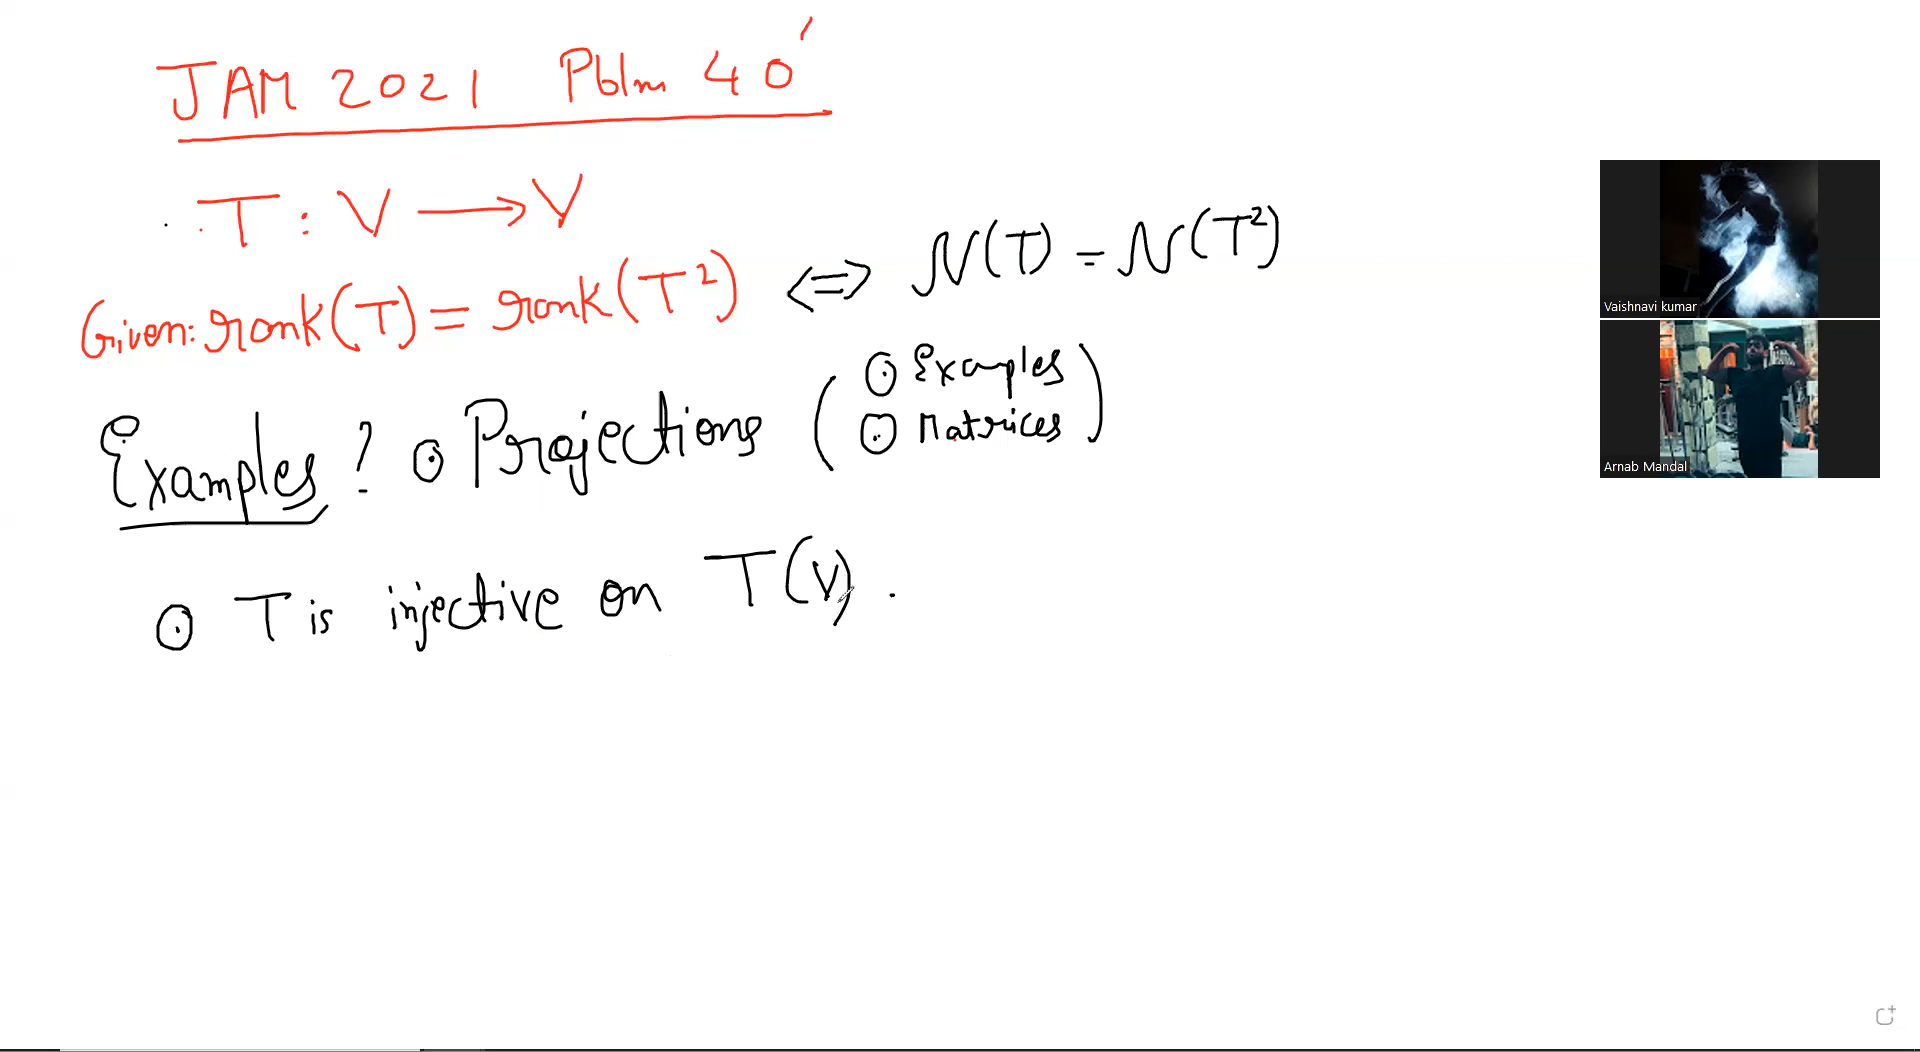 JAM 2021 Pblm 40'
T : V ⟶ V
Given: rank(T) = rank(T²) ⟺ N(T) = N(T²)
Examples ? ⊙ Projections ( ⊙ Examples
⊙ Matrices )
⊙ T is injective on T(V).
Vaishnavi kumar
Arnab Mandal